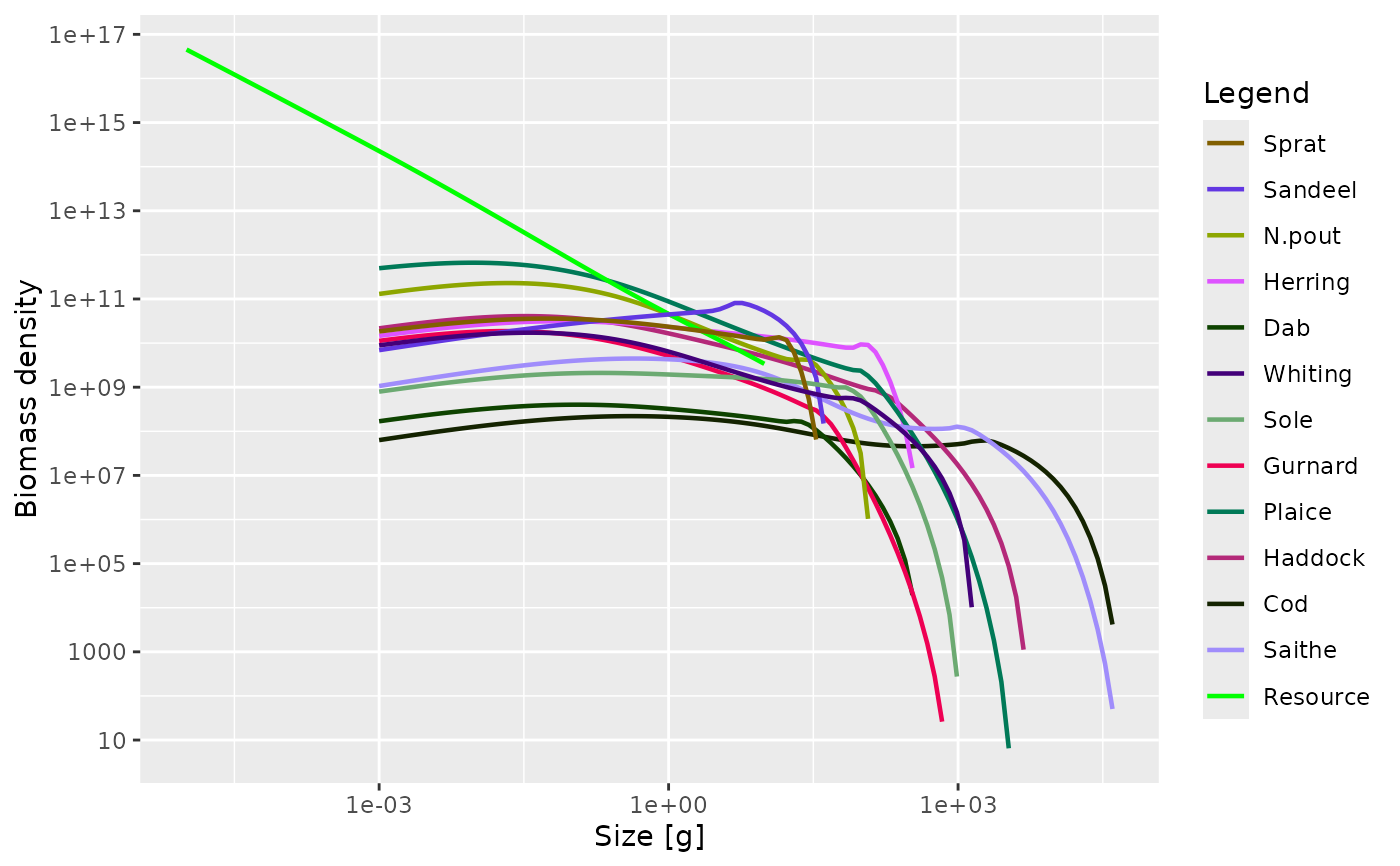 1e+17
1e+15
1e+13
1e+11
1e+09
1e+07
1e+05
1000
10
Biomass density
1e-03
1e+00
1e+03
Size [g]
Legend
Sprat
Sandeel
N.pout
Herring
Dab
Whiting
Sole
Gurnard
Plaice
Haddock
Cod
Saithe
Resource